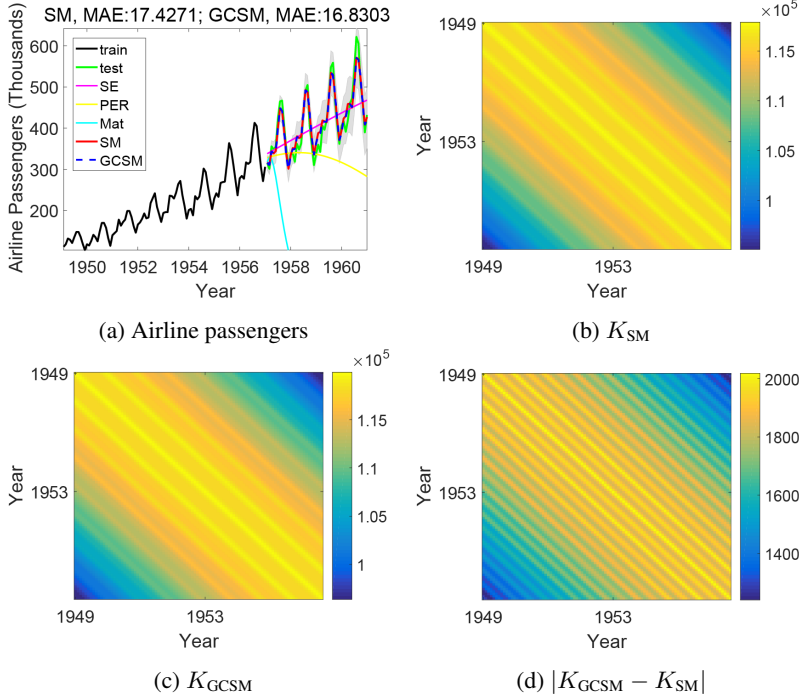 SM, MAE:17.4271; GCSM, MAE:16.8303
Airline Passengers (Thousands)
600
500
400
300
200
train
test
SE
PER
Mat
SM
GCSM
1950 1952 1954 1956 1958 1960
Year
(a) Airline passengers
×10^5
1949
1953
Year
1.15
1.1
1.05
1
1949 1953
Year
(b) K_SM
×10^5
1949
1953
Year
1.15
1.1
1.05
1
1949 1953
Year
(c) K_GCSM
1949
1953
Year
2000
1800
1600
1400
1949 1953
Year
(d) |K_GCSM − K_SM|